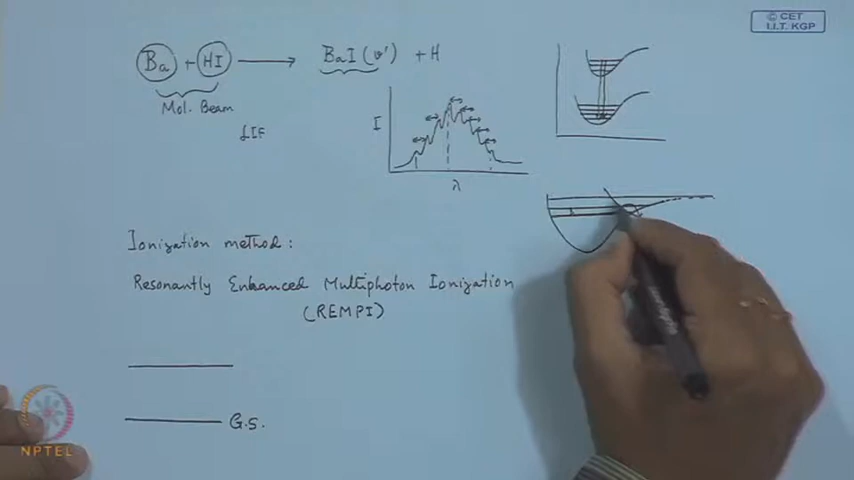 © CET
I.I.T. KGP
Ba + HI → BaI (v') + H
Mol. Beam
LIF
I
λ
Ionization method :
Resonantly Enhanced Multiphoton Ionization
(REMPI)
G.S.
NPTEL